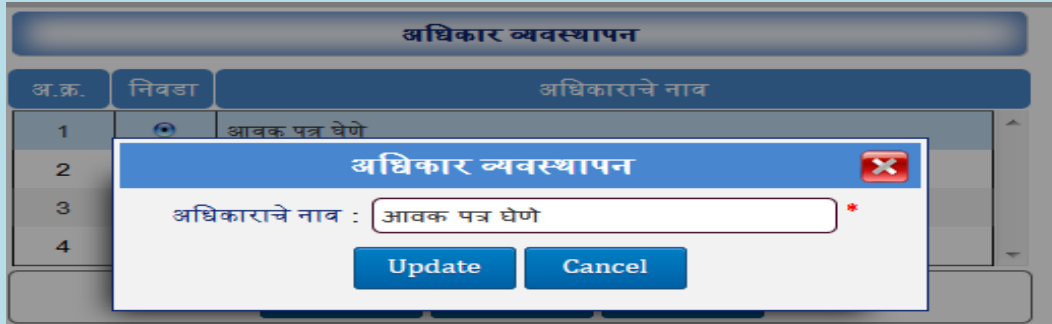 अधिकार व्यवस्थापन
अ.क्र. निवडा अधिकाराचे नाव
1 आवक पत्र घेणे
2
3
4
अधिकार व्यवस्थापन
अधिकाराचे नाव : आवक पत्र घेणे *
Update Cancel